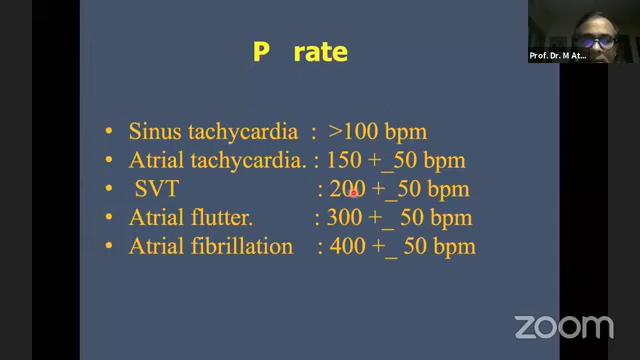 Prof. Dr. M At...
P rate
• Sinus tachycardia : >100 bpm
• Atrial tachycardia. : 150 +_50 bpm
• SVT : 200 +_50 bpm
• Atrial flutter. : 300 +_ 50 bpm
• Atrial fibrillation : 400 +_ 50 bpm
zoom